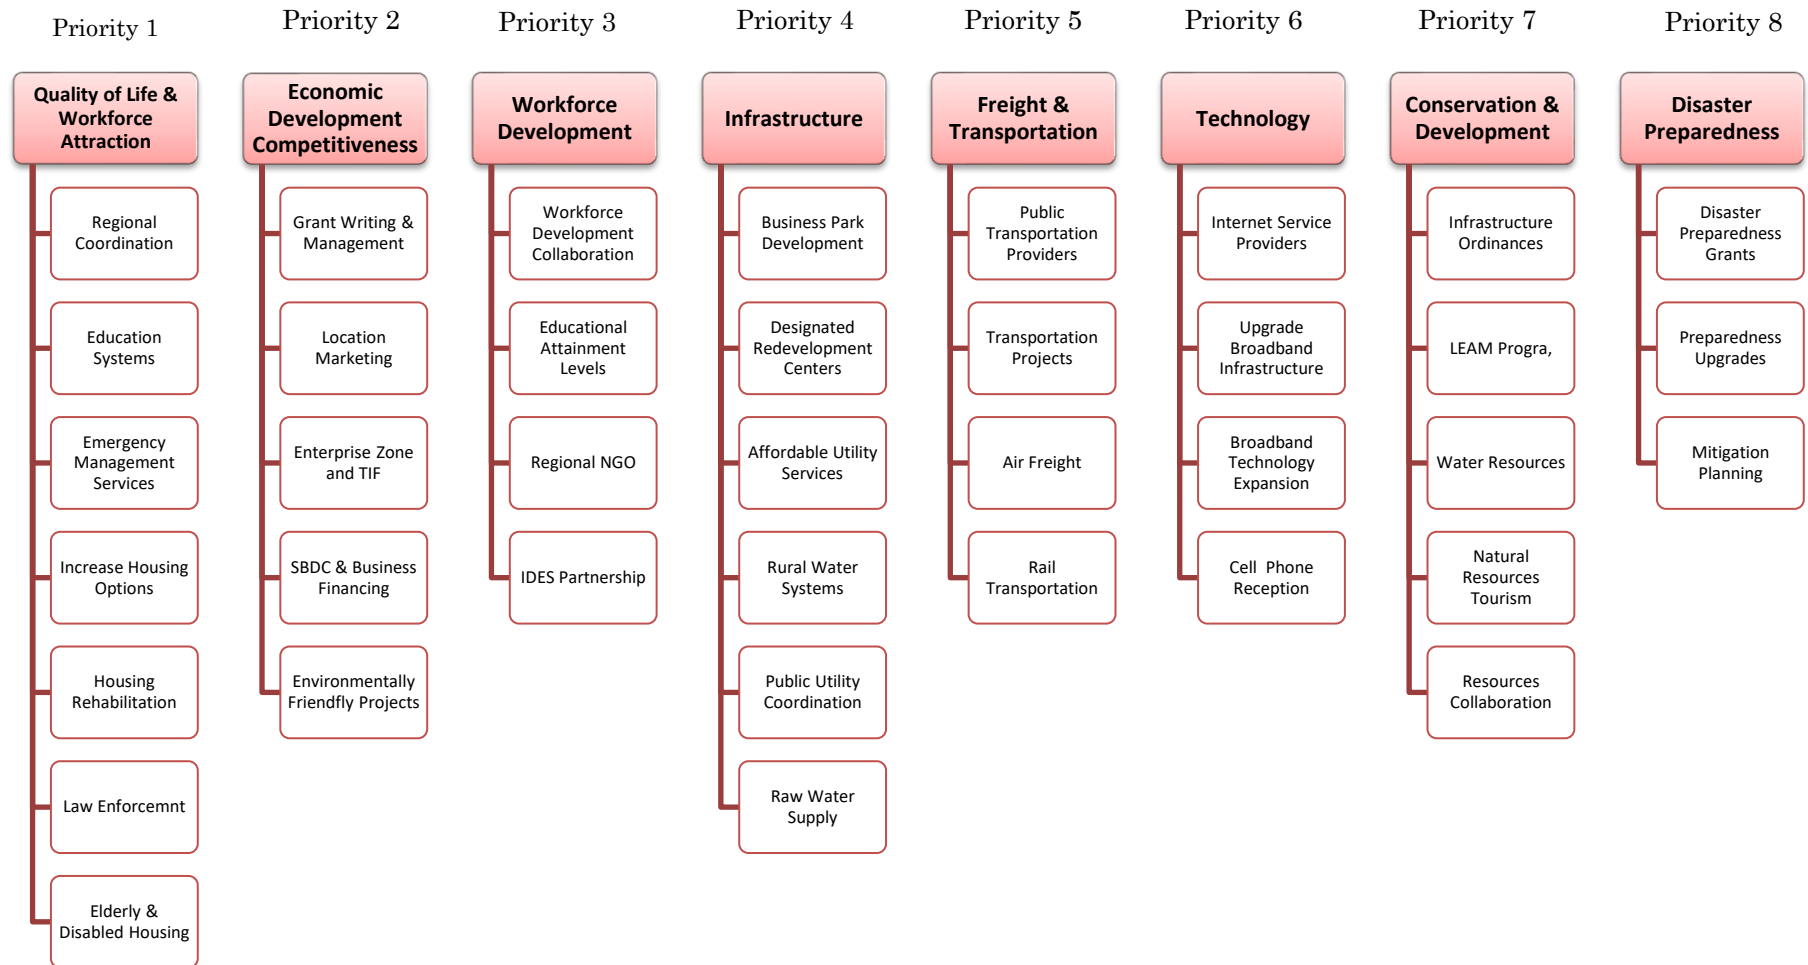 Priority 1
Quality of Life &
Workforce
Attraction
Regional
Coordination
Education
Systems
Emergency
Management
Services
Increase Housing
Options
Housing
Rehabilitation
Law Enforcemnt
Elderly &
Disabled Housing
Priority 2
Economic
Development
Competitiveness
Grant Writing &
Management
Location
Marketing
Enterprise Zone
and TIF
SBDC & Business
Financing
Environmentally
Friendfly Projects
Priority 3
Workforce
Development
Workforce
Development
Collaboration
Educational
Attainment
Levels
Regional NGO
IDES Partnership
Priority 4
Infrastructure
Business Park
Development
Designated
Redevelopment
Centers
Affordable Utility
Services
Rural Water
Systems
Public Utility
Coordination
Raw Water
Supply
Priority 5
Freight &
Transportation
Public
Transportation
Providers
Transportation
Projects
Air Freight
Rail
Transportation
Priority 6
Technology
Internet Service
Providers
Upgrade
Broadband
Infrastructure
Broadband
Technology
Expansion
Cell  Phone
Reception
Priority 7
Conservation &
Development
Infrastructure
Ordinances
LEAM Progra,
Water Resources
Natural
Resources
Tourism
Resources
Collaboration
Priority 8
Disaster
Preparedness
Disaster
Preparedness
Grants
Preparedness
Upgrades
Mitigation
Planning